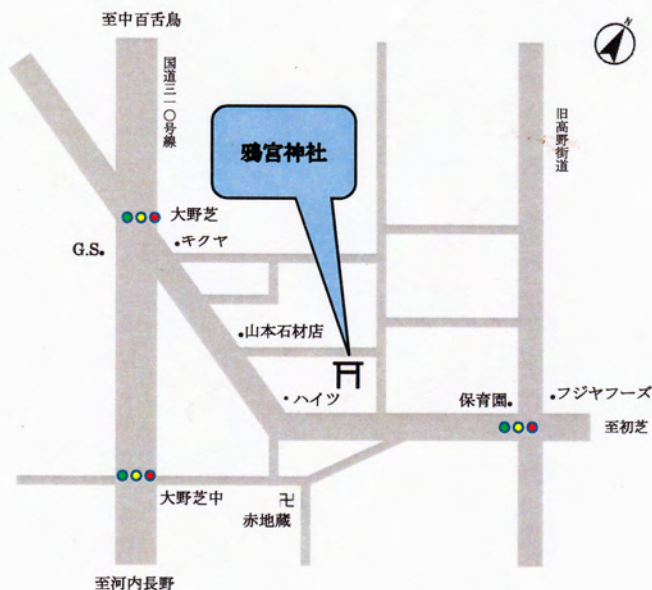 至中百舌鳥
N
国道三一〇号線
旧高野街道
鴉宮神社
大野芝
キクヤ
G.S.
山本石材店
ハイツ
保育園
フジヤフーズ
至初芝
大野芝中
卍
赤地蔵
至河内長野